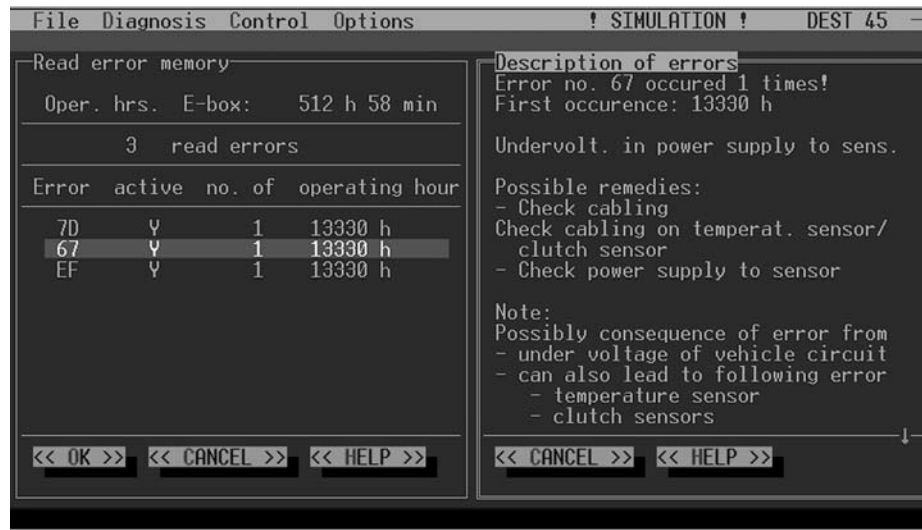 File Diagnosis Control Options ! SIMULATION ! DEST 45 -
Read error memory
Oper. hrs. E-box: 512 h 58 min
3 read errors
Error active no. of operating hour
7D Y 1 13330 h
67 Y 1 13330 h
EF Y 1 13330 h
<< OK >> << CANCEL >> << HELP >>
Description of errors
Error no. 67 occured 1 times!
First occurence: 13330 h
Undervolt. in power supply to sens.
Possible remedies:
- Check cabling
Check cabling on temperat. sensor/
clutch sensor
- Check power supply to sensor
Note:
Possibly consequence of error from
- under voltage of vehicle circuit
- can also lead to following error
- temperature sensor
- clutch sensors
<< CANCEL >> << HELP >>